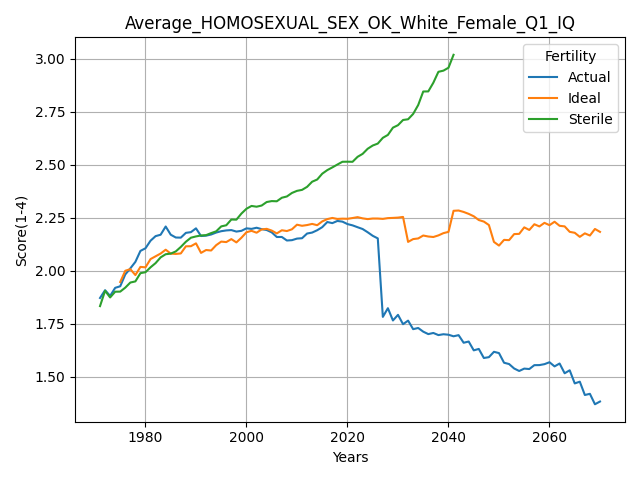 Average_HOMOSEXUAL_SEX_OK_White_Female_Q1_IQ
Fertility
Actual
Ideal
Sterile
Score(1-4)
3.00
2.75
2.50
2.25
2.00
1.75
1.50
1980
2000
2020
2040
2060
Years